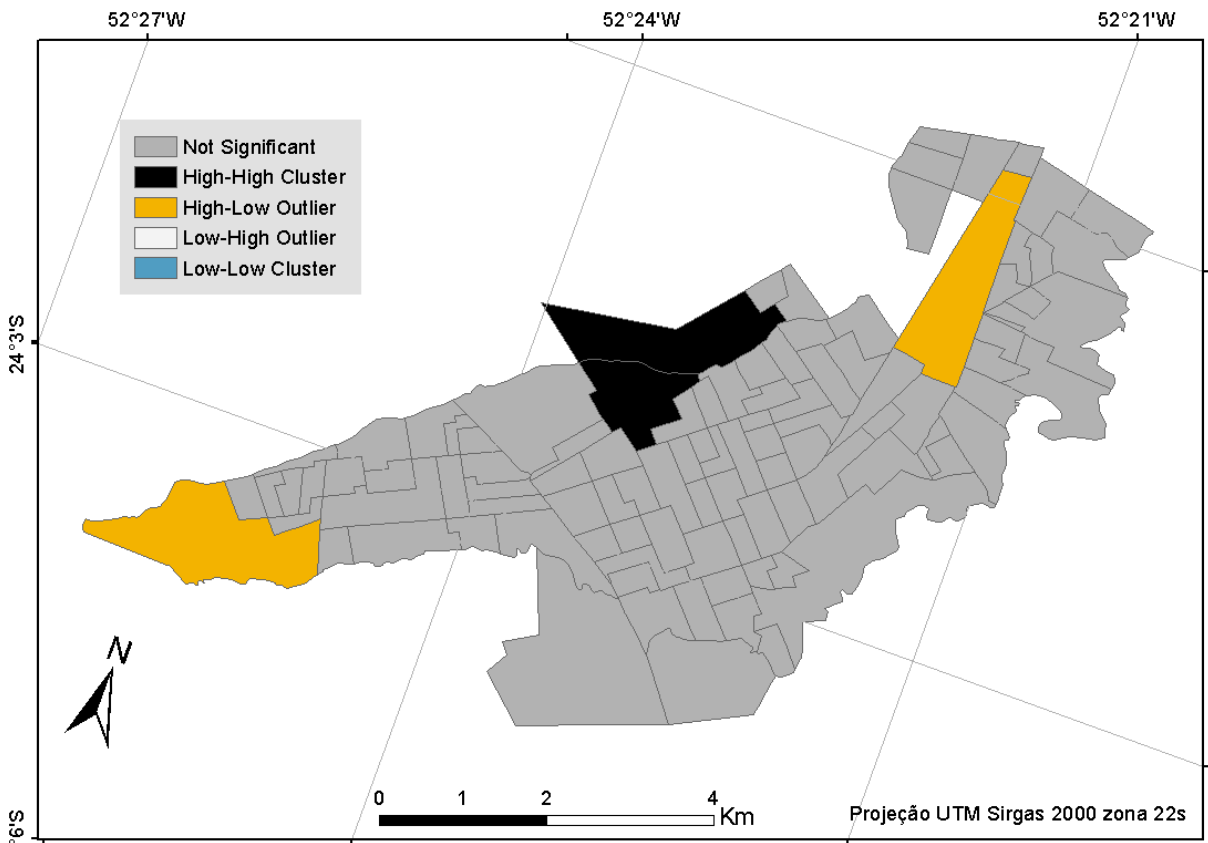 52°27'W 52°24'W 52°21'W
Not Significant
High-High Cluster
High-Low Outlier
Low-High Outlier
Low-Low Cluster
24°3'S
N
0 1 2 4
Km
Projeção UTM Sirgas 2000 zona 22s
°6'S